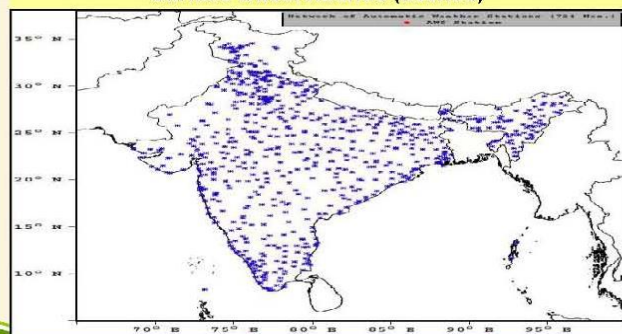 Network of Automatic Weather Stations (
AWS Station
35° N
30° N
25° N
20° N
15° N
10° N
70° E
75° E
80° E
85° E
90° E
95° E